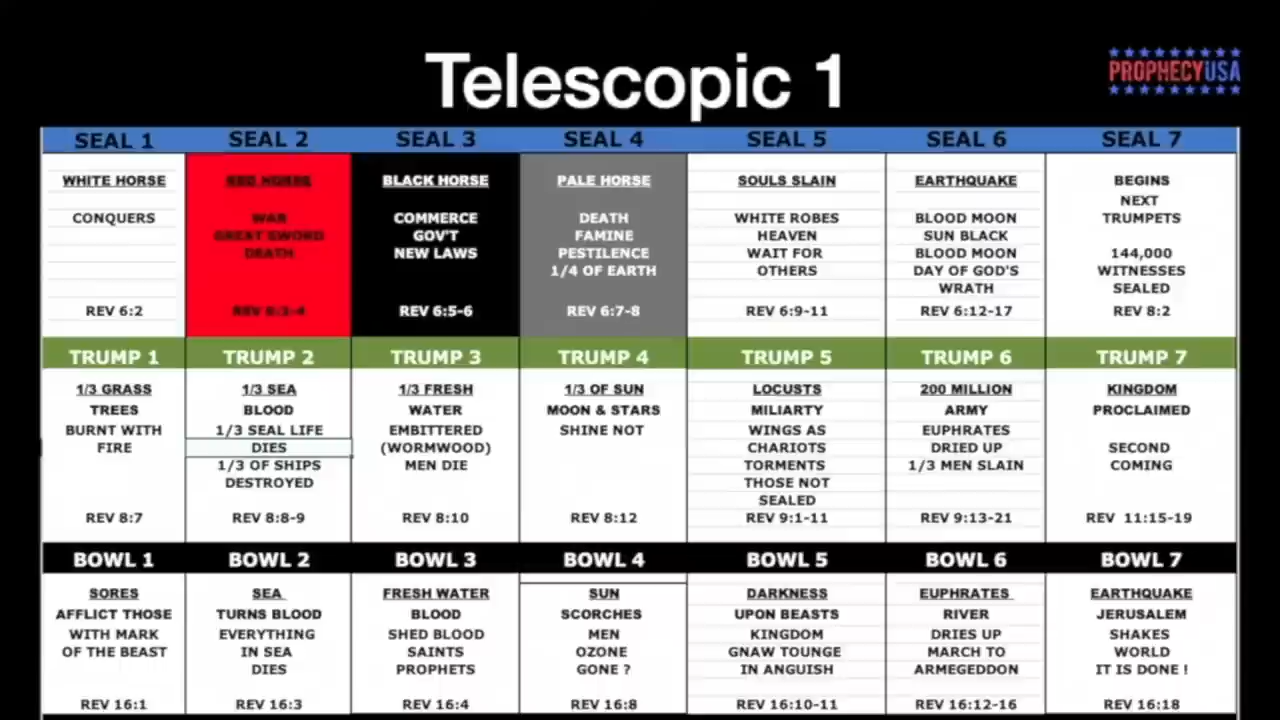 Telescopic 1
PROPHECYUSA
SEAL 1 SEAL 2 SEAL 3 SEAL 4 SEAL 5 SEAL 6 SEAL 7
WHITE HORSE
CONQUERS
REV 6:2
RED HORSE
WAR
GREAT SWORD
DEATH
REV 6:3-4
BLACK HORSE
COMMERCE
GOV'T
NEW LAWS
REV 6:5-6
PALE HORSE
DEATH
FAMINE
PESTILENCE
1/4 OF EARTH
REV 6:7-8
SOULS SLAIN
WHITE ROBES
HEAVEN
WAIT FOR
OTHERS
REV 6:9-11
EARTHQUAKE
BLOOD MOON
SUN BLACK
BLOOD MOON
DAY OF GOD'S
WRATH
REV 6:12-17
BEGINS
NEXT
TRUMPETS
144,000
WITNESSES
SEALED
REV 8:2
TRUMP 1 TRUMP 2 TRUMP 3 TRUMP 4 TRUMP 5 TRUMP 6 TRUMP 7
1/3 GRASS
TREES
BURNT WITH
FIRE
REV 8:7
1/3 SEA
BLOOD
1/3 SEAL LIFE
DIES
1/3 OF SHIPS
DESTROYED
REV 8:8-9
1/3 FRESH
WATER
EMBITTERED
(WORMWOOD)
MEN DIE
REV 8:10
1/3 OF SUN
MOON & STARS
SHINE NOT
REV 8:12
LOCUSTS
MILIARTY
WINGS AS
CHARIOTS
TORMENTS
THOSE NOT
SEALED
REV 9:1-11
200 MILLION
ARMY
EUPHRATES
DRIED UP
1/3 MEN SLAIN
REV 9:13-21
KINGDOM
PROCLAIMED
SECOND
COMING
REV 11:15-19
BOWL 1 BOWL 2 BOWL 3 BOWL 4 BOWL 5 BOWL 6 BOWL 7
SORES
AFFLICT THOSE
WITH MARK
OF THE BEAST
REV 16:1
SEA
TURNS BLOOD
EVERYTHING
IN SEA
DIES
REV 16:3
FRESH WATER
BLOOD
SHED BLOOD
SAINTS
PROPHETS
REV 16:4
SUN
SCORCHES
MEN
OZONE
GONE ?
REV 16:8
DARKNESS
UPON BEASTS
KINGDOM
GNAW TOUNGE
IN ANGUISH
REV 16:10-11
EUPHRATES
RIVER
DRIES UP
MARCH TO
ARMEGEDDON
REV 16:12-16
EARTHQUAKE
JERUSALEM
SHAKES
WORLD
IT IS DONE !
REV 16:18